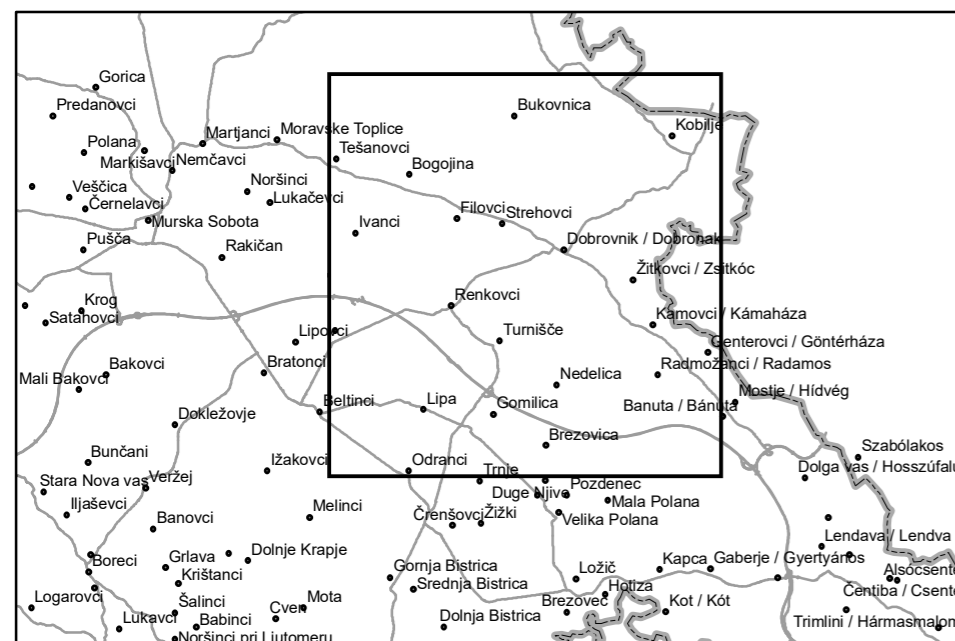 Gorica
Predanovci
Bukovnica
Kobilje
Martjanci
Moravske Toplice
Polana
Markišavci
Nemčavci
Tešanovci
Bogojina
Noršinci
Veščica
Lukačevci
Černelavci
Filovci
Strehovci
Murska Sobota
Ivanci
Pušča
Rakičan
Dobrovnik / Dobronak
Žitkovci / Zsitkóc
Krog
Renkovci
Satahovci
Kamovci / Kámaháza
Lipovci
Turnišče
Genterovci / Göntérháza
Bakovci
Bratonci
Radmožanci / Radamos
Mali Bakovci
Nedelica
Mostje / Hídvég
Beltinci
Lipa
Gomilica
Banuta / Bánuta
Dokležovje
Brezovica
Szabólakos
Bunčani
Ižakovci
Odranci
Trnje
Dolga vas / Hosszúfalu
Stara Nova vas
Veržej
Duge Njive
Pozdenec
Iljaševci
Melinci
Mala Polana
Banovci
Črenšovci
Žižki
Velika Polana
Lendava / Lendva
Boreci
Grlava
Dolnje Krapje
Gornja Bistrica
Ložič
Kapca
Gaberje / Gyertyános
Krištanci
Srednja Bistrica
Hotiza
Čentiba / Csente
Logarovci
Šalinci
Mota
Brezovec
Kot / Kót
Lukavci
Babinci
Cven
Dolnja Bistrica
Noršinci pri Ljutomeru